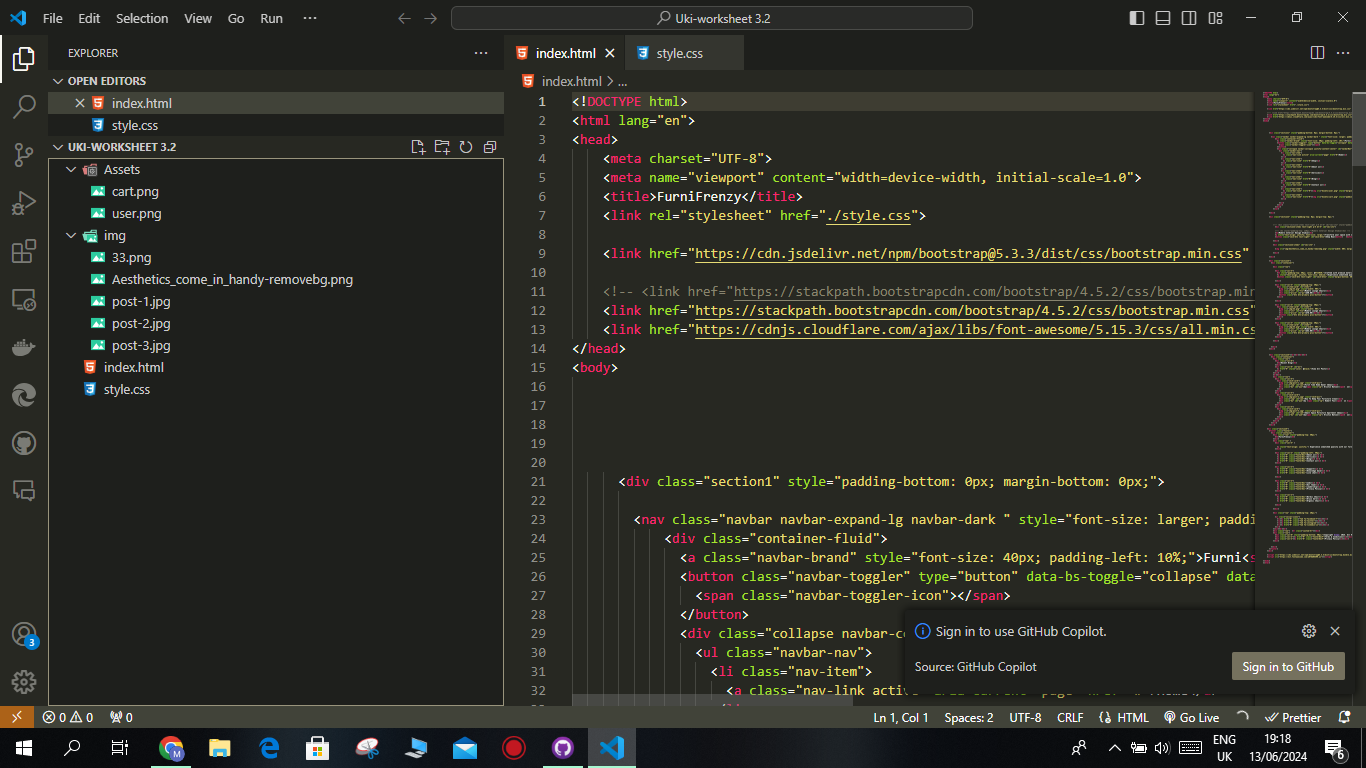 File Edit Selection View Go Run ···
Uki-worksheet 3.2
EXPLORER
OPEN EDITORS
index.html
style.css
UKI-WORKSHEET 3.2
Assets
cart.png
user.png
img
33.png
Aesthetics_come_in_handy-removebg.png
post-1.jpg
post-2.jpg
post-3.jpg
index.html
style.css
index.html style.css
index.html > ...
1 <!DOCTYPE html>
2 <html lang="en">
3 <head>
4 <meta charset="UTF-8">
5 <meta name="viewport" content="width=device-width, initial-scale=1.0">
6 <title>FurniFrenzy</title>
7 <link rel="stylesheet" href="./style.css">
8
9 <link href="https://cdn.jsdelivr.net/npm/bootstrap@5.3.3/dist/css/bootstrap.min.css"
10
11 <!-- <link href="https://stackpath.bootstrapcdn.com/bootstrap/4.5.2/css/bootstrap.min
12 <link href="https://stackpath.bootstrapcdn.com/bootstrap/4.5.2/css/bootstrap.min.css"
13 <link href="https://cdnjs.cloudflare.com/ajax/libs/font-awesome/5.15.3/css/all.min.cs
14 </head>
15 <body>
16
17
18
19
20
21 <div class="section1" style="padding-bottom: 0px; margin-bottom: 0px;">
22
23 <nav class="navbar navbar-expand-lg navbar-dark " style="font-size: larger; paddi
24 <div class="container-fluid">
25 <a class="navbar-brand" style="font-size: 40px; padding-left: 10%;">Furni<s
26 <button class="navbar-toggler" type="button" data-bs-toggle="collapse" data
27 <span class="navbar-toggler-icon"></span>
28 </button>
29 <div class="collapse navbar-co
30 <ul class="navbar-nav">
31 <li class="nav-item">
32 <a class="nav-link active"
Sign in to use GitHub Copilot.
Source: GitHub Copilot
Sign in to GitHub
3
0 0 0
Ln 1, Col 1 Spaces: 2 UTF-8 CRLF HTML Go Live Prettier
M
ENG
UK
19:18
13/06/2024
6